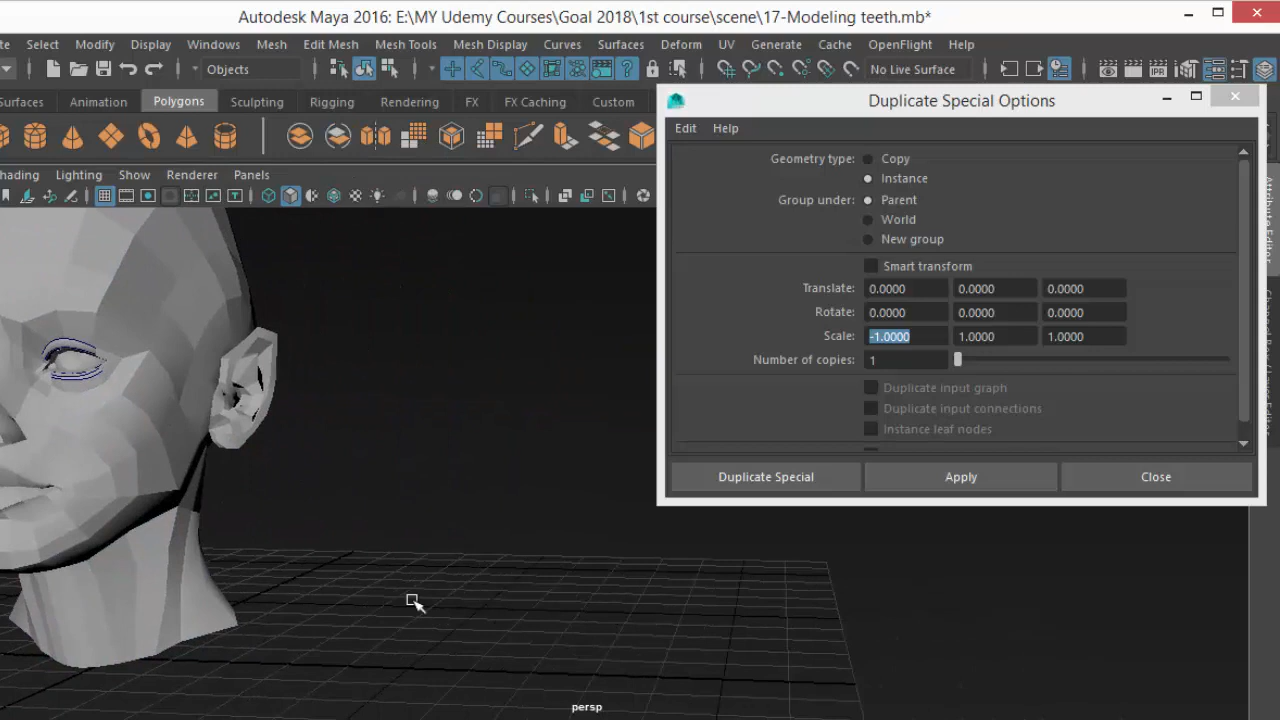 Autodesk Maya 2016: E:\MY Udemy Courses\Goal 2018\1st course\scene\17-Modeling teeth.mb*
te Select Modify Display Windows Mesh Edit Mesh Mesh Tools Mesh Display Curves Surfaces Deform UV Generate Cache OpenFlight Help
Objects No Live Surface
Surfaces Animation Polygons Sculpting Rigging Rendering FX FX Caching Custom
Duplicate Special Options
Edit Help
hading Lighting Show Renderer Panels
Geometry type: Copy
Instance
Group under: Parent
World
New group
Smart transform
Translate: 0.0000 0.0000 0.0000
Rotate: 0.0000 0.0000 0.0000
Scale: -1.0000 1.0000 1.0000
Number of copies: 1
Duplicate input graph
Duplicate input connections
Instance leaf nodes
Duplicate Special Apply Close
Attribute Editor
persp